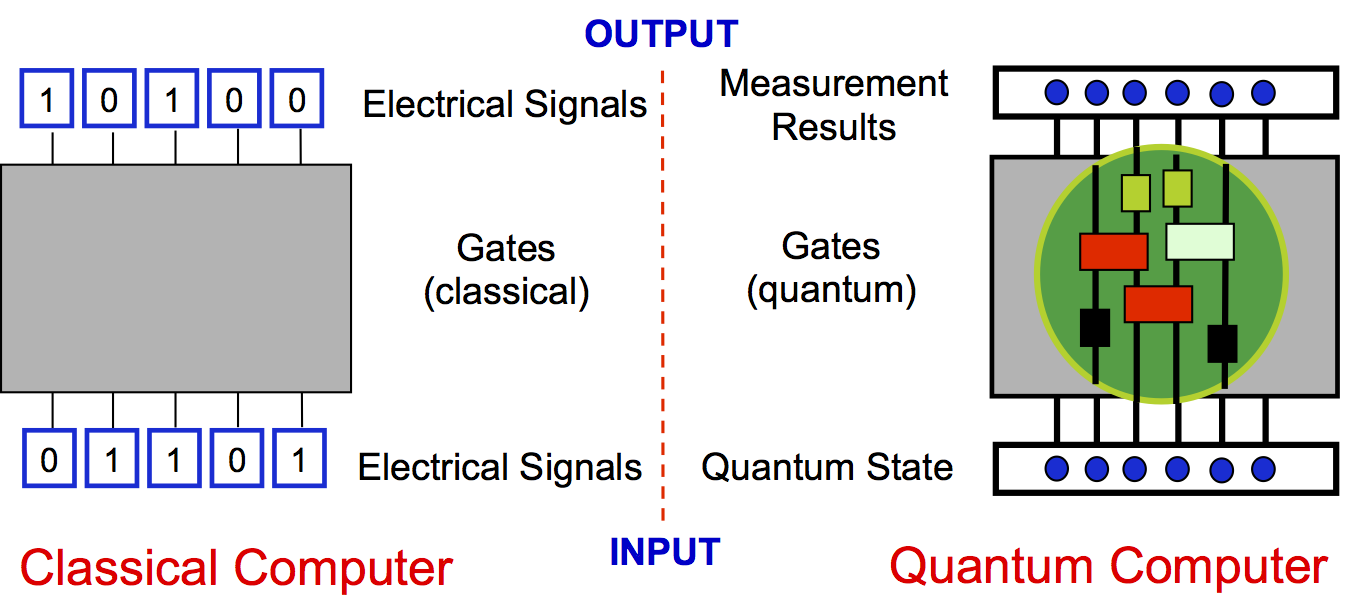 OUTPUT
1 0 1 0 0
Electrical Signals
Measurement
Results
Gates
(classical)
Gates
(quantum)
0 1 1 0 1
Electrical Signals
Quantum State
INPUT
Classical Computer
Quantum Computer